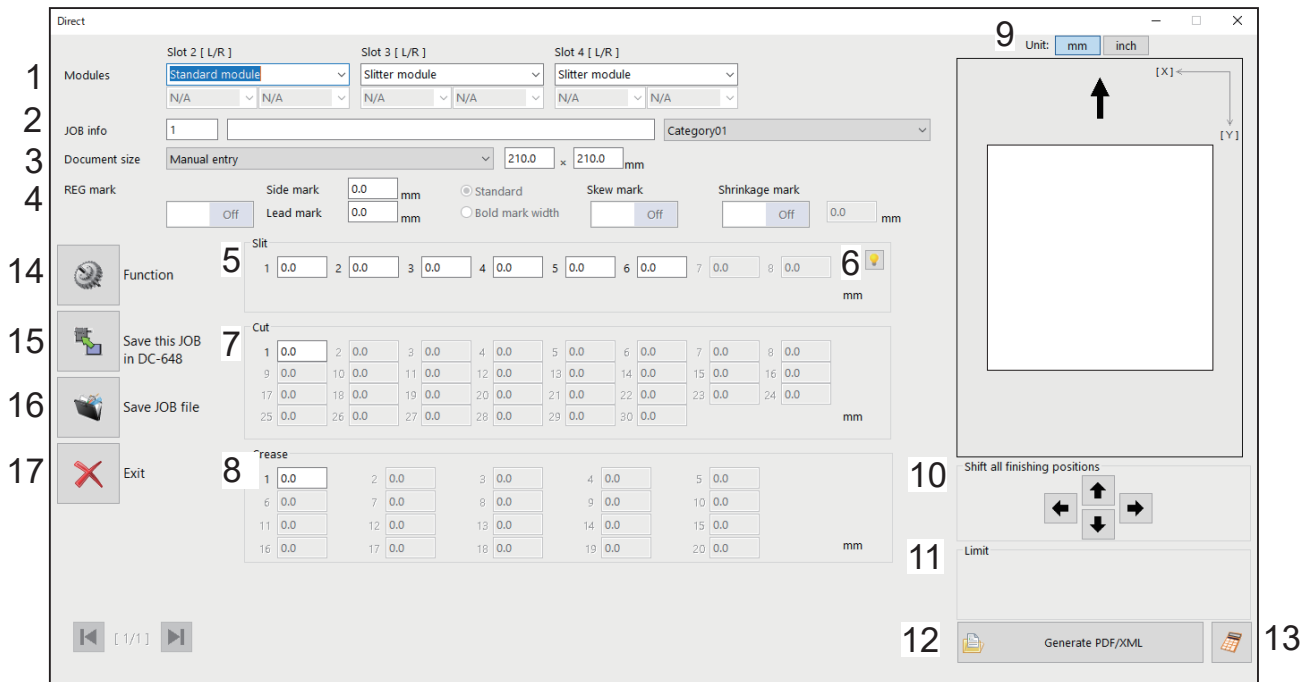 Direct
9 Unit: mm inch
Slot 2 [ L/R ] Slot 3 [ L/R ] Slot 4 [ L/R ]
1 Modules Standard module Slitter module Slitter module
N/A N/A N/A N/A N/A N/A
[X]
[Y]
2 JOB info 1 Category01
3 Document size Manual entry 210.0 × 210.0 mm
4 REG mark Off
Side mark 0.0 mm
Lead mark 0.0 mm
Standard
Bold mark width
Skew mark Off
Shrinkage mark Off 0.0 mm
14 Function
15 Save this JOB
in DC-648
16 Save JOB file
17 Exit
5 Slit
1 0.0 2 0.0 3 0.0 4 0.0 5 0.0 6 0.0 7 0.0 8 0.0
6
mm
7 Cut
1 0.0 2 0.0 3 0.0 4 0.0 5 0.0 6 0.0 7 0.0 8 0.0
9 0.0 10 0.0 11 0.0 12 0.0 13 0.0 14 0.0 15 0.0 16 0.0
17 0.0 18 0.0 19 0.0 20 0.0 21 0.0 22 0.0 23 0.0 24 0.0
25 0.0 26 0.0 27 0.0 28 0.0 29 0.0 30 0.0 mm
8 Crease
1 0.0 2 0.0 3 0.0 4 0.0 5 0.0
6 0.0 7 0.0 8 0.0 9 0.0 10 0.0
11 0.0 12 0.0 13 0.0 14 0.0 15 0.0
16 0.0 17 0.0 18 0.0 19 0.0 20 0.0 mm
10 Shift all finishing positions
11 Limit
[ 1/1 ]
12 Generate PDF/XML 13